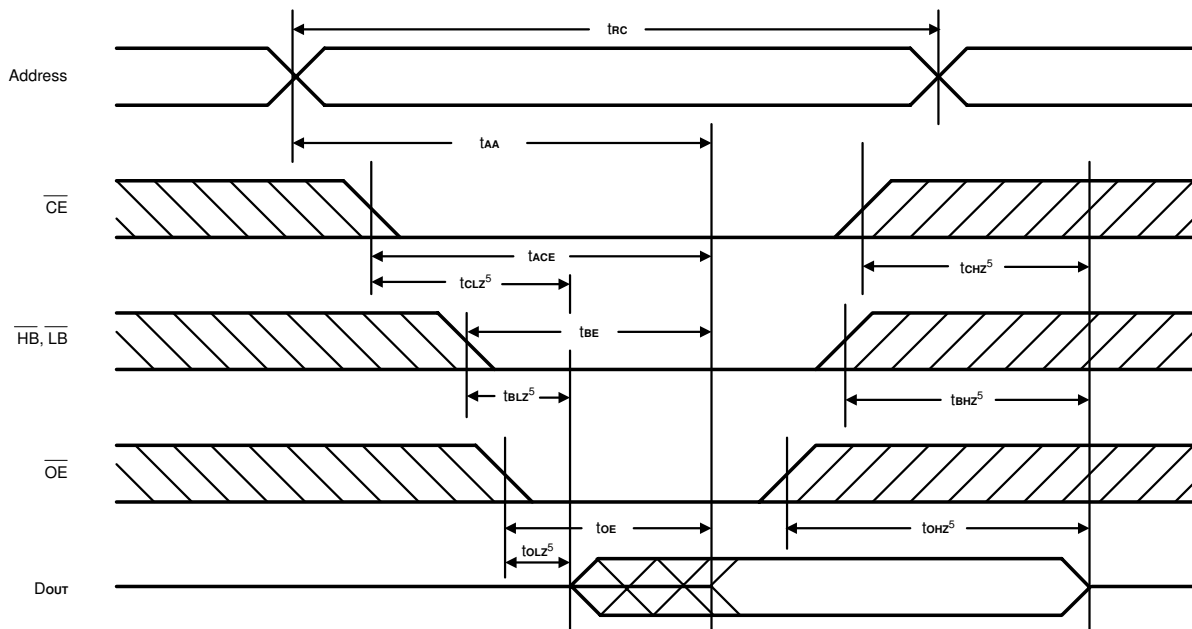 tRC
Address
tAA
CE
tACE
tCLZ5
tCHZ5
HB, LB
tBE
tBLZ5
tBHZ5
OE
tOE
tOHZ5
tOLZ5
DOUT